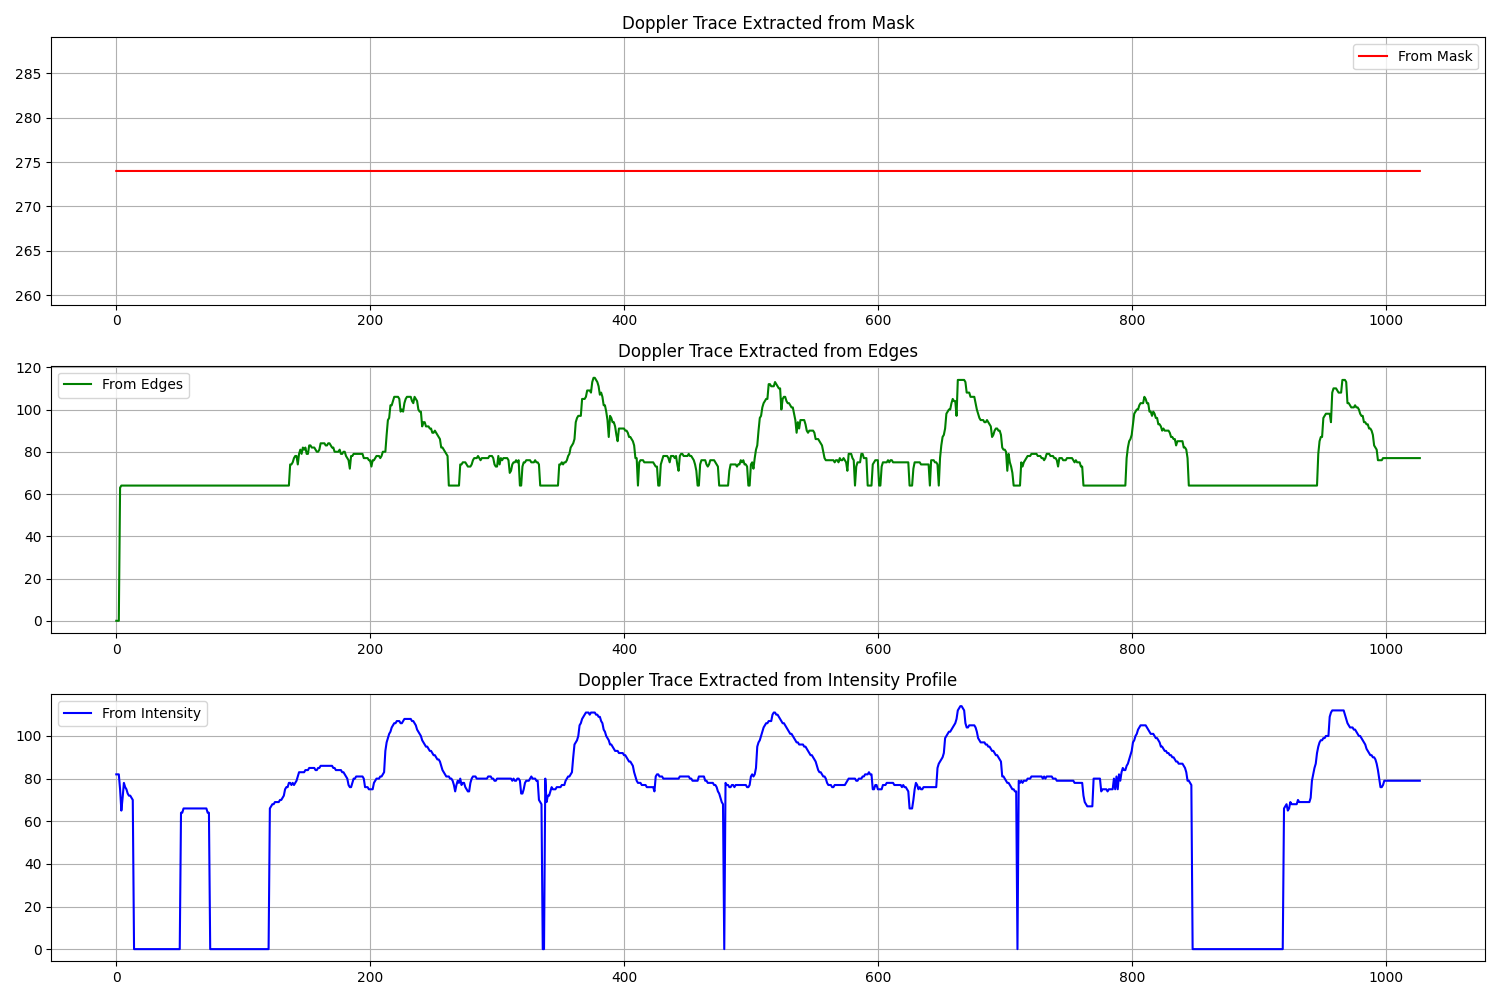 Doppler Trace Extracted from Mask
From Mask
285
280
275
270
265
260
0 200 400 600 800 1000
Doppler Trace Extracted from Edges
From Edges
120
100
80
60
40
20
0
0 200 400 600 800 1000
Doppler Trace Extracted from Intensity Profile
From Intensity
100
80
60
40
20
0
0 200 400 600 800 1000